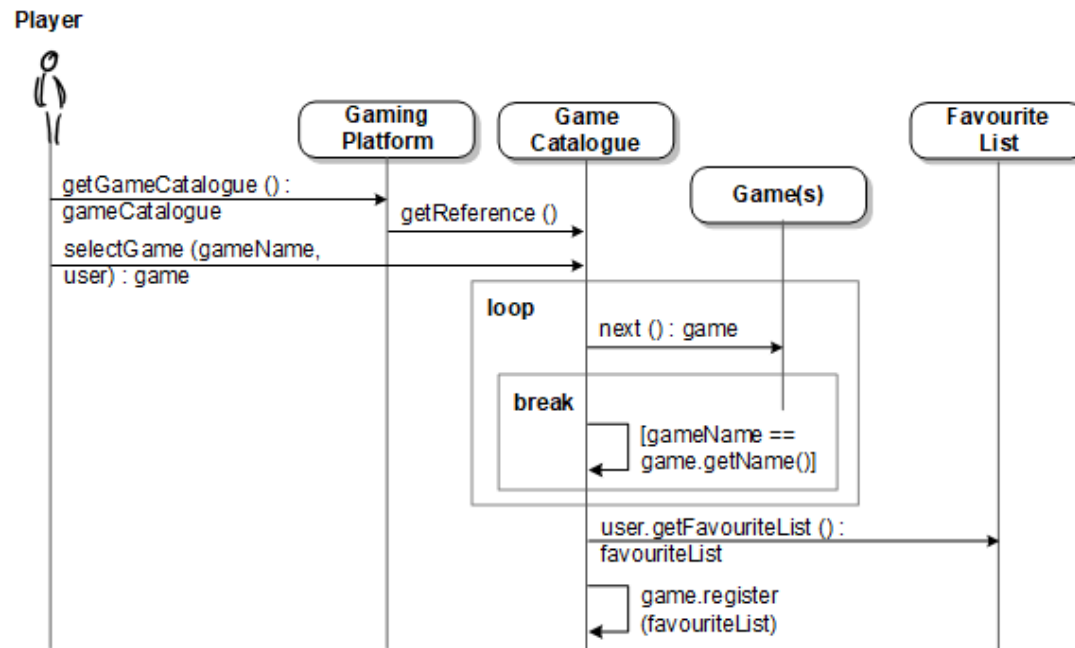 Player
Gaming
Platform
Game
Catalogue
Favourite
List
Game(s)
getGameCatalogue () :
gameCatalogue
getReference ()
selectGame (gameName,
user) : game
loop
next () : game
break
[gameName ==
game.getName()]
user.getFavouriteList () :
favouriteList
game.register
(favouriteList)